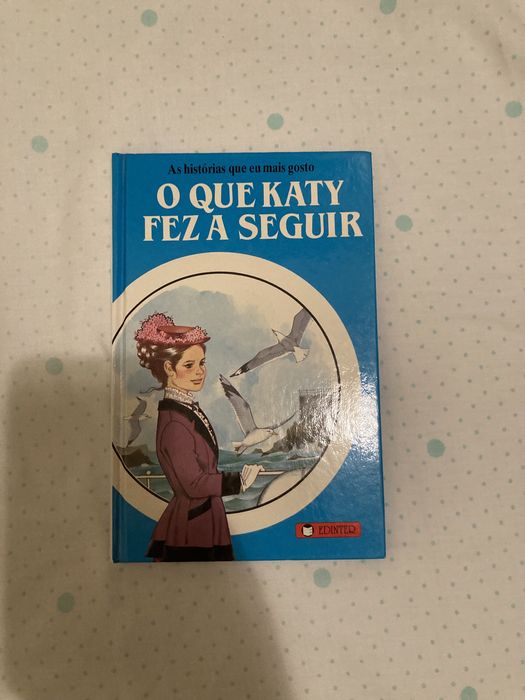 As histórias que eu mais gosto
O QUE KATY
FEZ A SEGUIR
EDINTER